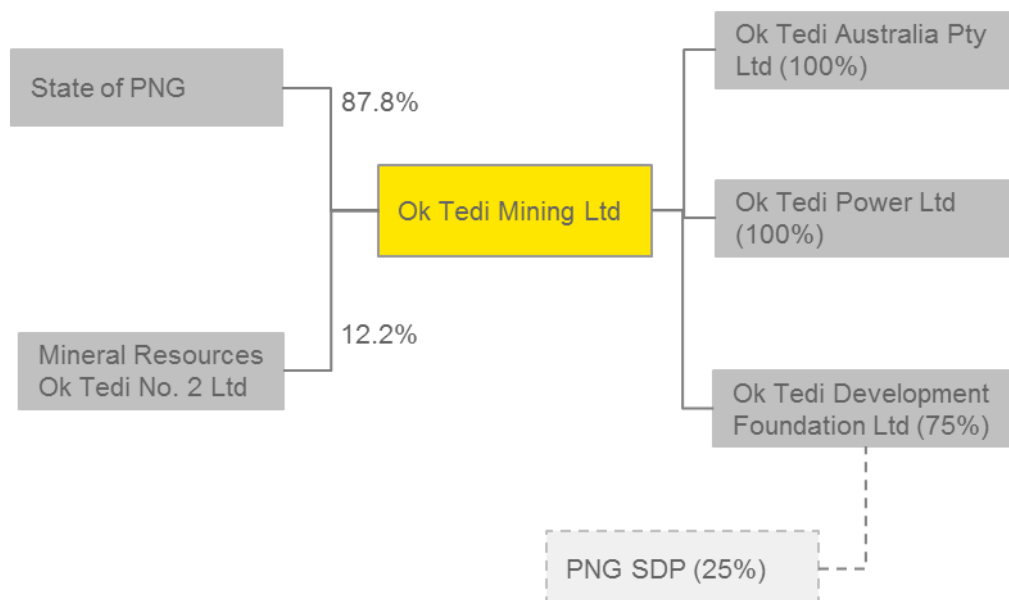 State of PNG
87.8%
Mineral Resources
Ok Tedi No. 2 Ltd
12.2%
Ok Tedi Mining Ltd
Ok Tedi Australia Pty
Ltd (100%)
Ok Tedi Power Ltd
(100%)
Ok Tedi Development
Foundation Ltd (75%)
PNG SDP (25%)